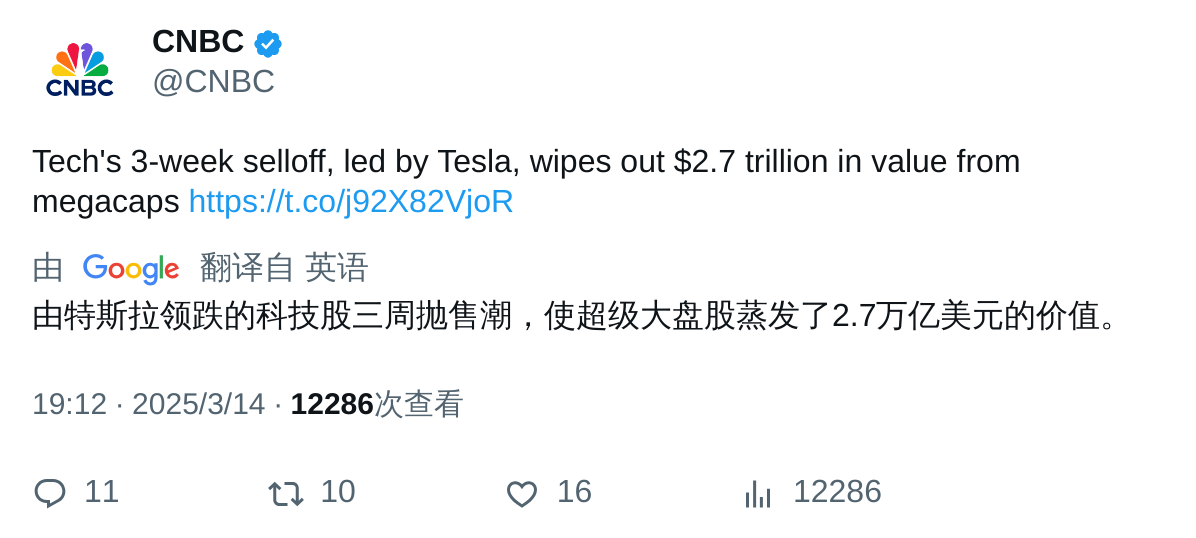 CNBC
CNBC
@CNBC
Tech's 3-week selloff, led by Tesla, wipes out $2.7 trillion in value from
megacaps https://t.co/j92X82VjoR
由 Google 翻译自 英语
由特斯拉领跌的科技股三周抛售潮，使超级大盘股蒸发了2.7万亿美元的价值。
19:12 · 2025/3/14 · 12286次查看
11 10 16 12286